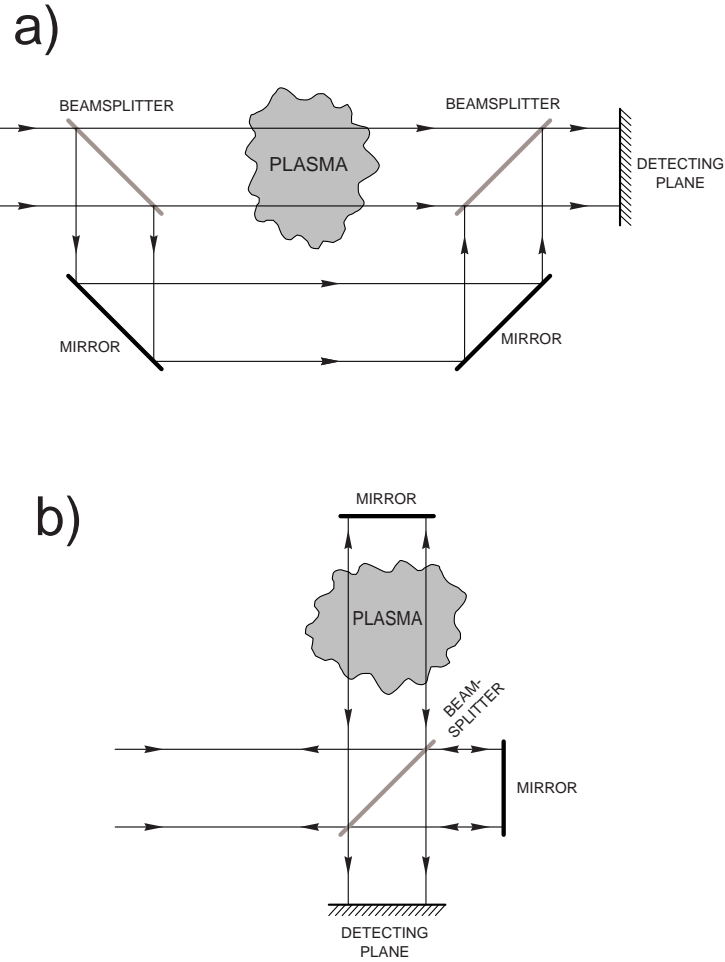 a)
BEAMSPLITTER
BEAMSPLITTER
PLASMA
DETECTING
PLANE
MIRROR
MIRROR
b)
MIRROR
PLASMA
BEAM-
SPLITTER
MIRROR
DETECTING
PLANE